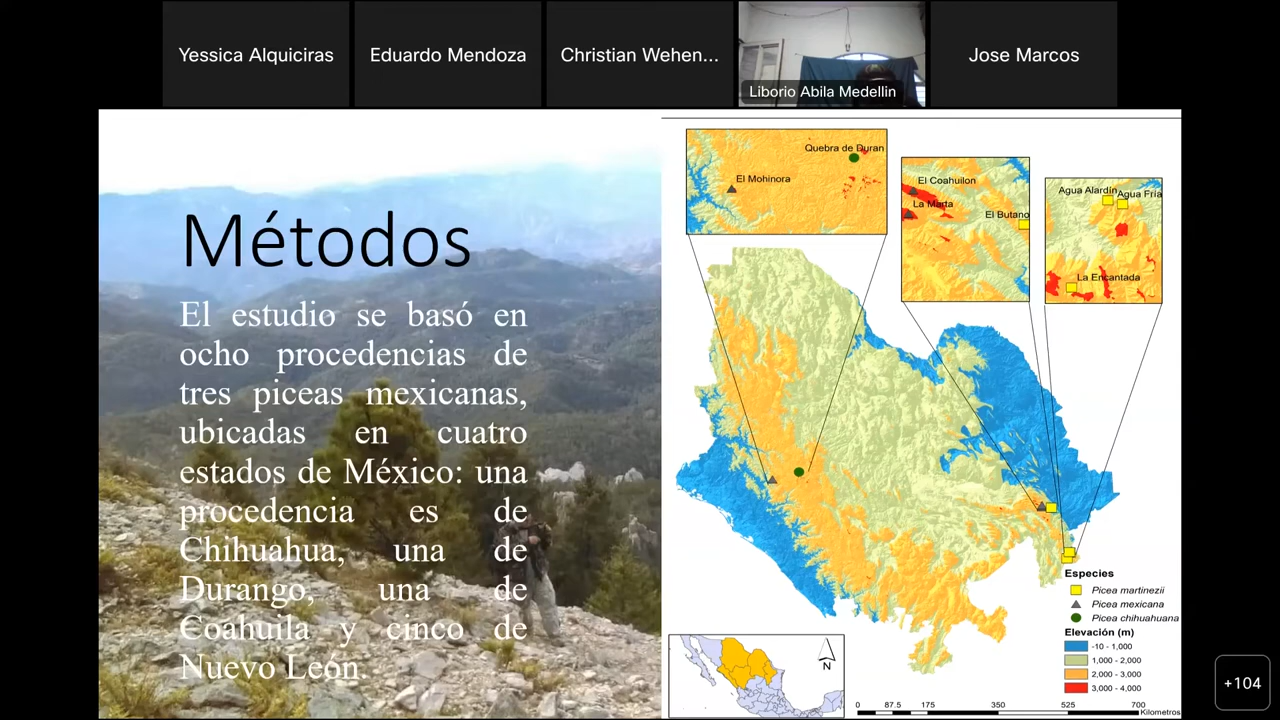 Yessica Alquiciras
Eduardo Mendoza
Christian Wehen...
Liborio Abila Medellin
Jose Marcos
Métodos
El estudio se basó en
ocho procedencias de
tres piceas mexicanas,
ubicadas en cuatro
estados de México: una
procedencia es de
Chihuahua, una de
Durango, una de
Coahuila y cinco de
Nuevo León
Quebra de Duran
El Mohinora
El Coahuilon
La Marta
El Butano
Agua Alardín
Agua Fría
La Encantada
Especies
Picea martinezii
Picea mexicana
Picea chihuahuana
Elevación (m)
-10 - 1,000
1,000 - 2,000
2,000 - 3,000
3,000 - 4,000
N
0 87.5 175 350 525 700
Kilometros
+104